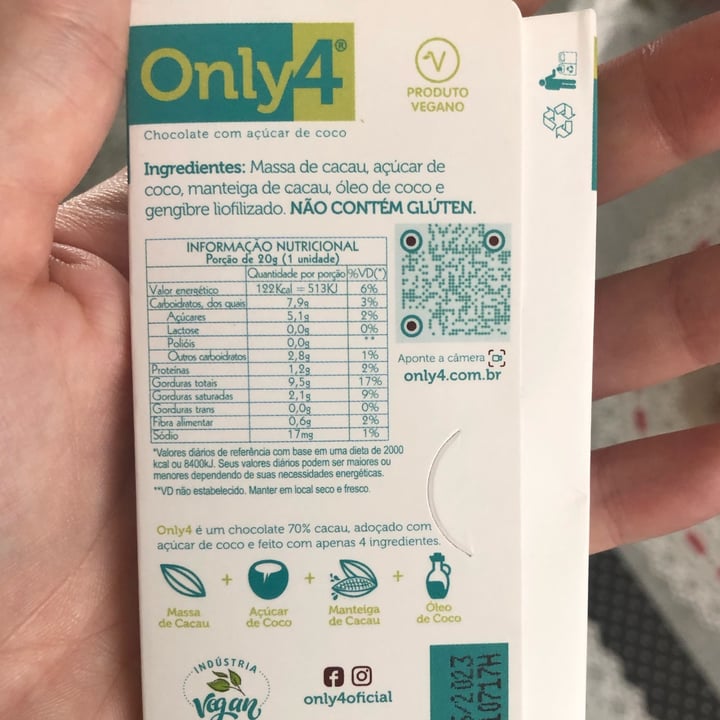 Only4®
PRODUTO
VEGANO
Chocolate com açúcar de coco
Ingredientes: Massa de cacau, açúcar de
coco, manteiga de cacau, óleo de coco e
gengibre liofilizado. NÃO CONTÉM GLÚTEN.
INFORMAÇÃO NUTRICIONAL
Porção de 20g (1 unidade)
Quantidade por porção %VD(*)
Valor energético 122Kcal = 513KJ 6%
Carboidratos, dos quais 7,9g 3%
Açúcares 5,1g 2%
Lactose 0,0g 0%
Polióis 0,0g **
Outros carboidratos 2,8g 1%
Proteínas 1,2g 2%
Gorduras totais 9,5g 17%
Gorduras saturadas 2,1g 9%
Gorduras trans 0,0g 0%
Fibra alimentar 0,6g 2%
Sódio 17mg 1%
*Valores diários de referência com base em uma dieta de 2000
kcal ou 8400kJ. Seus valores diários podem ser maiores ou
menores dependendo de suas necessidades energéticas.
**VD não estabelecido. Manter em local seco e fresco.
Aponte a câmera
only4.com.br
Only4 é um chocolate 70% cacau, adoçado com
açúcar de coco e feito com apenas 4 ingredientes.
Massa
de Cacau
+
Açúcar
de Coco
+
Manteiga
de Cacau
+
Óleo
de Coco
INDÚSTRIA
Vegan
only4oficial
/2023
10717H